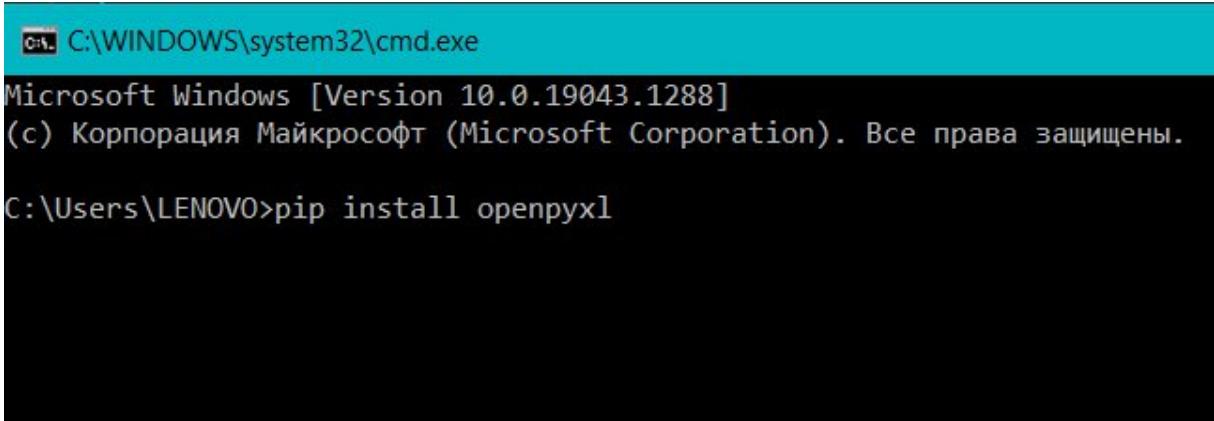 C:\WINDOWS\system32\cmd.exe
Microsoft Windows [Version 10.0.19043.1288]
(c) Корпорация Майкрософт (Microsoft Corporation). Все права защищены.
C:\Users\LENOVO>pip install openpyxl